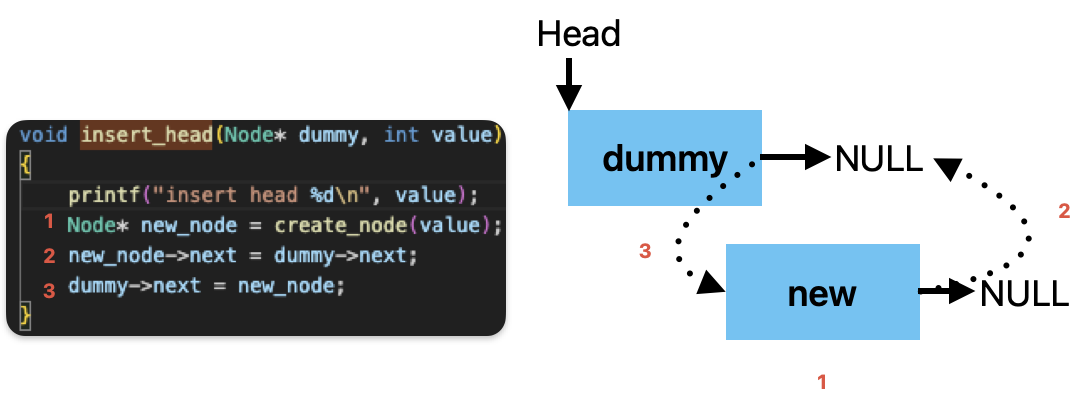 void insert_head(Node* dummy, int value)
{
printf("insert head %d\n", value);
1 Node* new_node = create_node(value);
2 new_node->next = dummy->next;
3 dummy->next = new_node;
}
Head
dummy
NULL
2
3
new
NULL
1